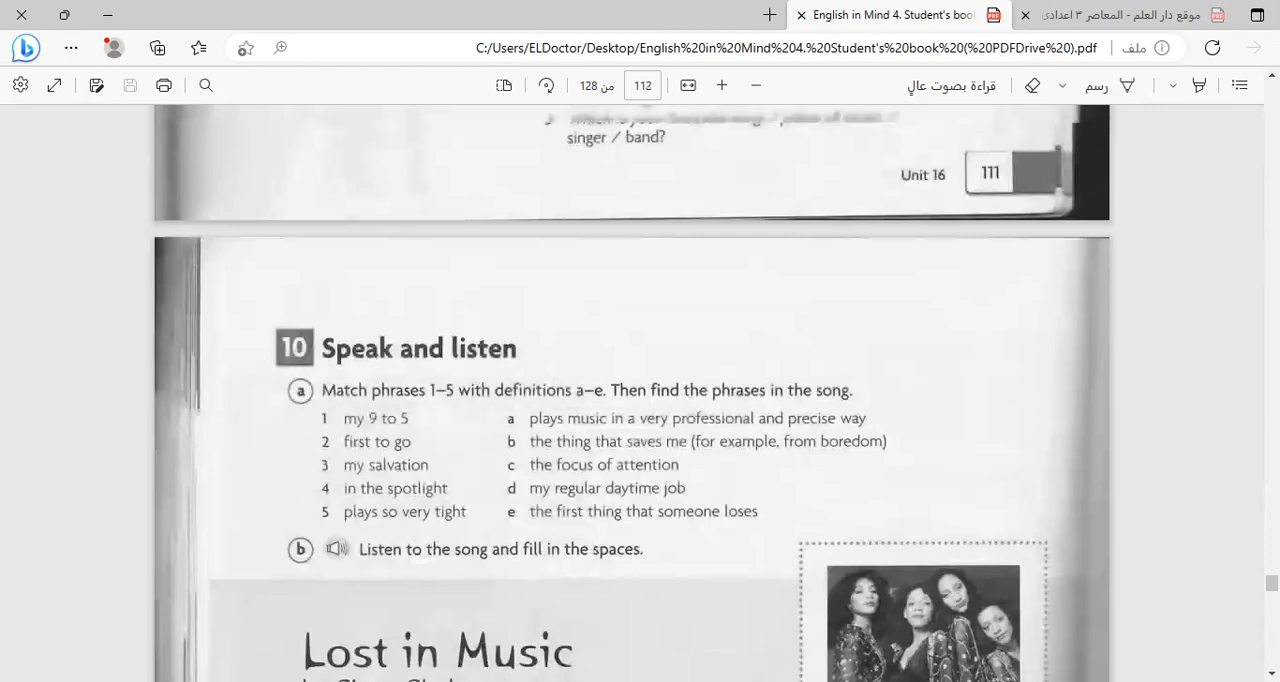 English in Mind 4. Student's boo
موقع دار العلم - المعاصر ٣ اعدادى
C:/Users/ELDoctor/Desktop/English%20in%20Mind%204.%20Student's%20book%20(%20PDFDrive%20).pdf
ملف
112
من 128
قراءة بصوت عالٍ
رسم
singer / band?
Unit 16
111
10 Speak and listen
a Match phrases 1–5 with definitions a–e. Then find the phrases in the song.
1 my 9 to 5 a plays music in a very professional and precise way
2 first to go b the thing that saves me (for example, from boredom)
3 my salvation c the focus of attention
4 in the spotlight d my regular daytime job
5 plays so very tight e the first thing that someone loses
b Listen to the song and fill in the spaces.
Lost in Music